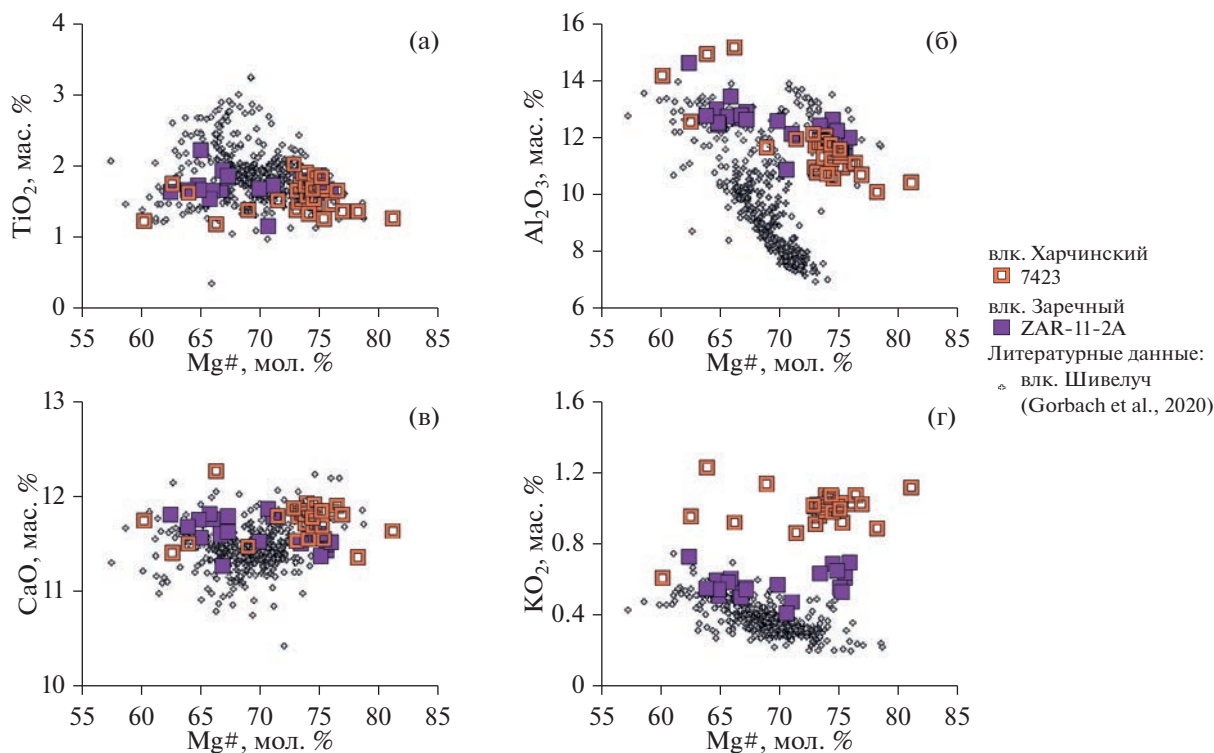 4
(а)
3
2
1
0
TiO2, мас. %
55 60 65 70 75 80 85
Mg#, мол. %
16
(б)
14
12
10
8
6
Al2O3, мас. %
55 60 65 70 75 80 85
Mg#, мол. %
влк. Харчинский
7423
влк. Заречный
ZAR-11-2A
Литературные данные:
влк. Шивелуч
(Gorbach et al., 2020)
13
(в)
12
11
10
CaO, мас. %
55 60 65 70 75 80 85
Mg#, мол. %
1.6
(г)
1.2
0.8
0.4
0
KO2, мас. %
55 60 65 70 75 80 85
Mg#, мол. %